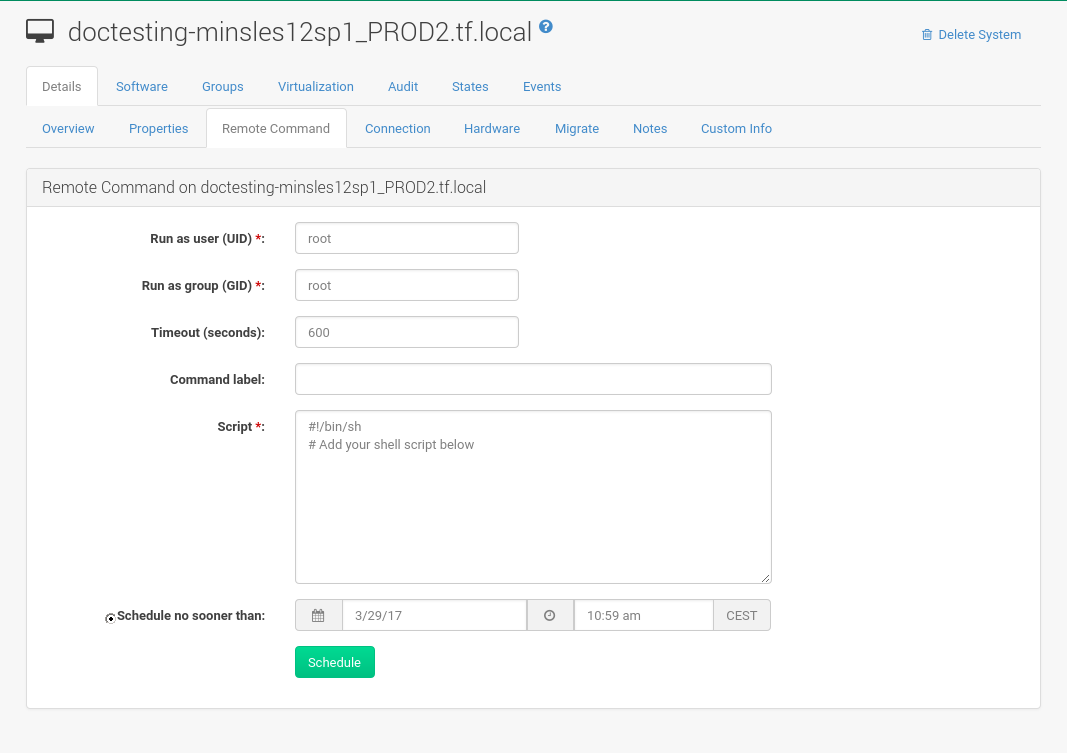 doctesting-minsles12sp1_PROD2.tf.local ?
Delete System
Details Software Groups Virtualization Audit States Events
Overview Properties Remote Command Connection Hardware Migrate Notes Custom Info
Remote Command on doctesting-minsles12sp1_PROD2.tf.local
Run as user (UID) *: root
Run as group (GID) *: root
Timeout (seconds): 600
Command label:
Script *: #!/bin/sh
# Add your shell script below
Schedule no sooner than: 3/29/17 10:59 am CEST
Schedule